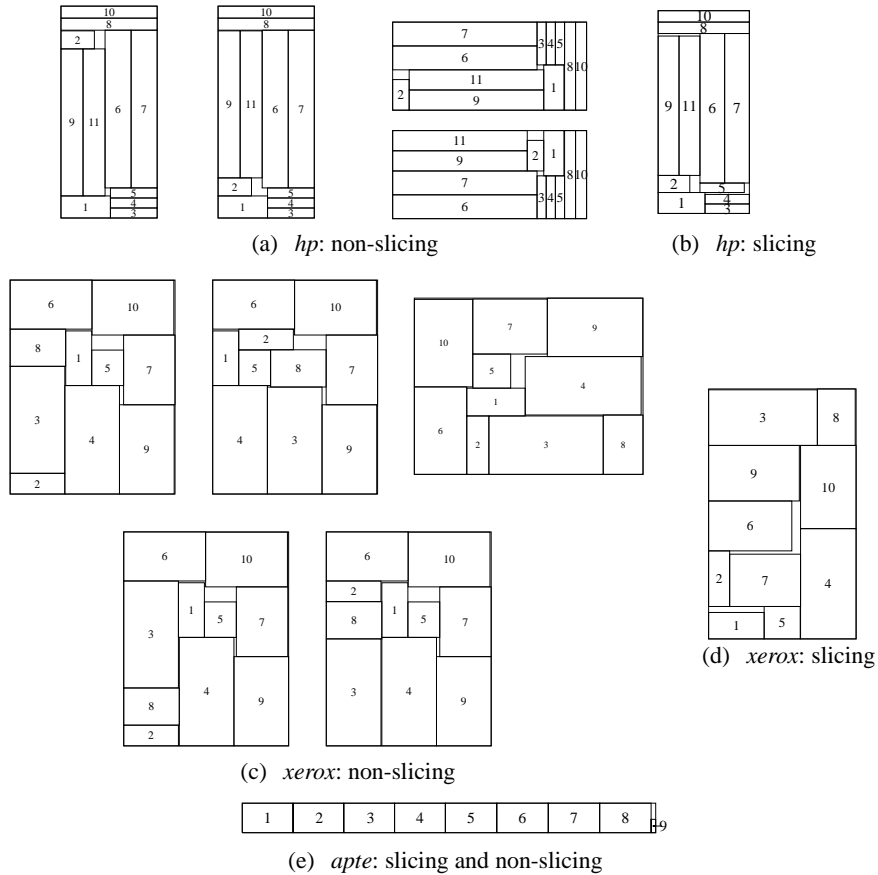 10 10
8 8
2
9 11 6 7
9 11 6 7
2
5 5
1 4 1 4
3 3
7
3 4 5
6
11 8 10
1
2
9
11
2 1
9
8 10
7
3 4 5
6
10
8
9 11 6 7
2 5
1 4
3
(a) hp: non-slicing
(b) hp: slicing
6 10
8 1
5 7
3
4 9
2
6 10
2
1
5 8 7
4 3 9
7 9
10
5
4
1
6 2 3 8
3 8
9 10
6
2 7 4
1 5
(d) xerox: slicing
6 10
1
3 5 7
4
8 9
2
6 10
2
1
8 5 7
3 4 9
(c) xerox: non-slicing
1 2 3 4 5 6 7 8 9
(e) apte: slicing and non-slicing